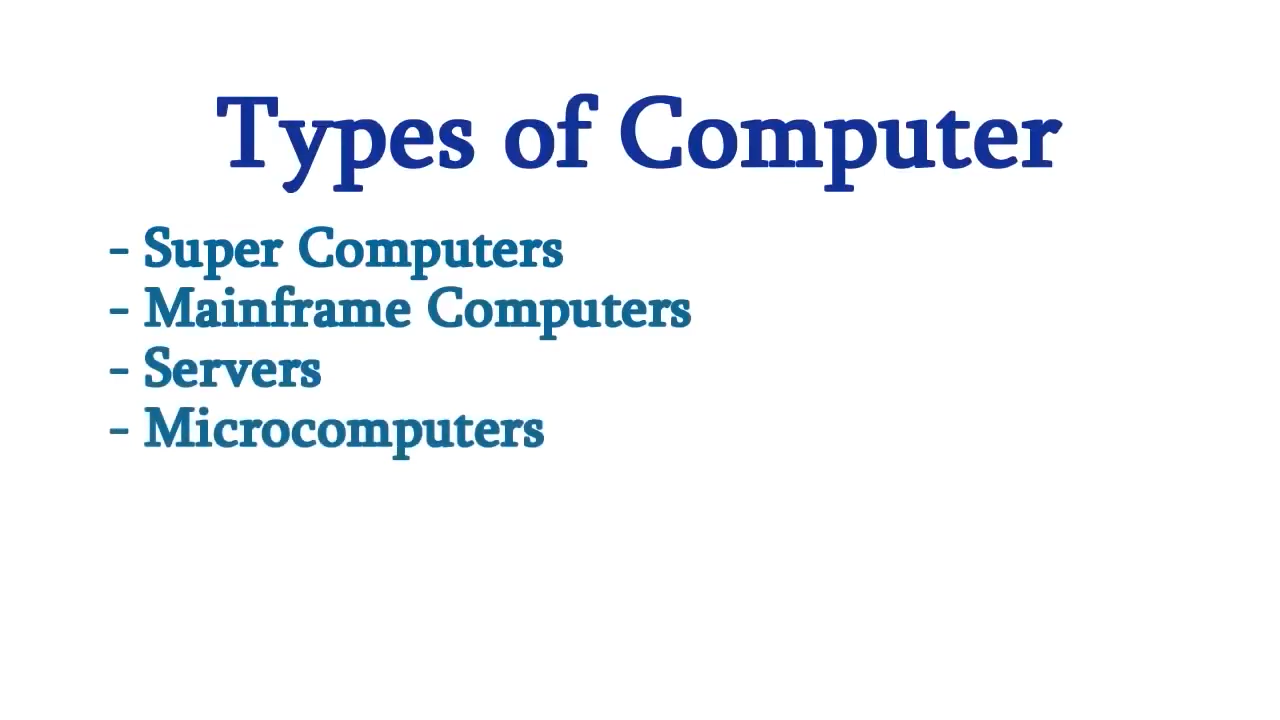 Types of Computer
- Super Computers
- Mainframe Computers
- Servers
- Microcomputers